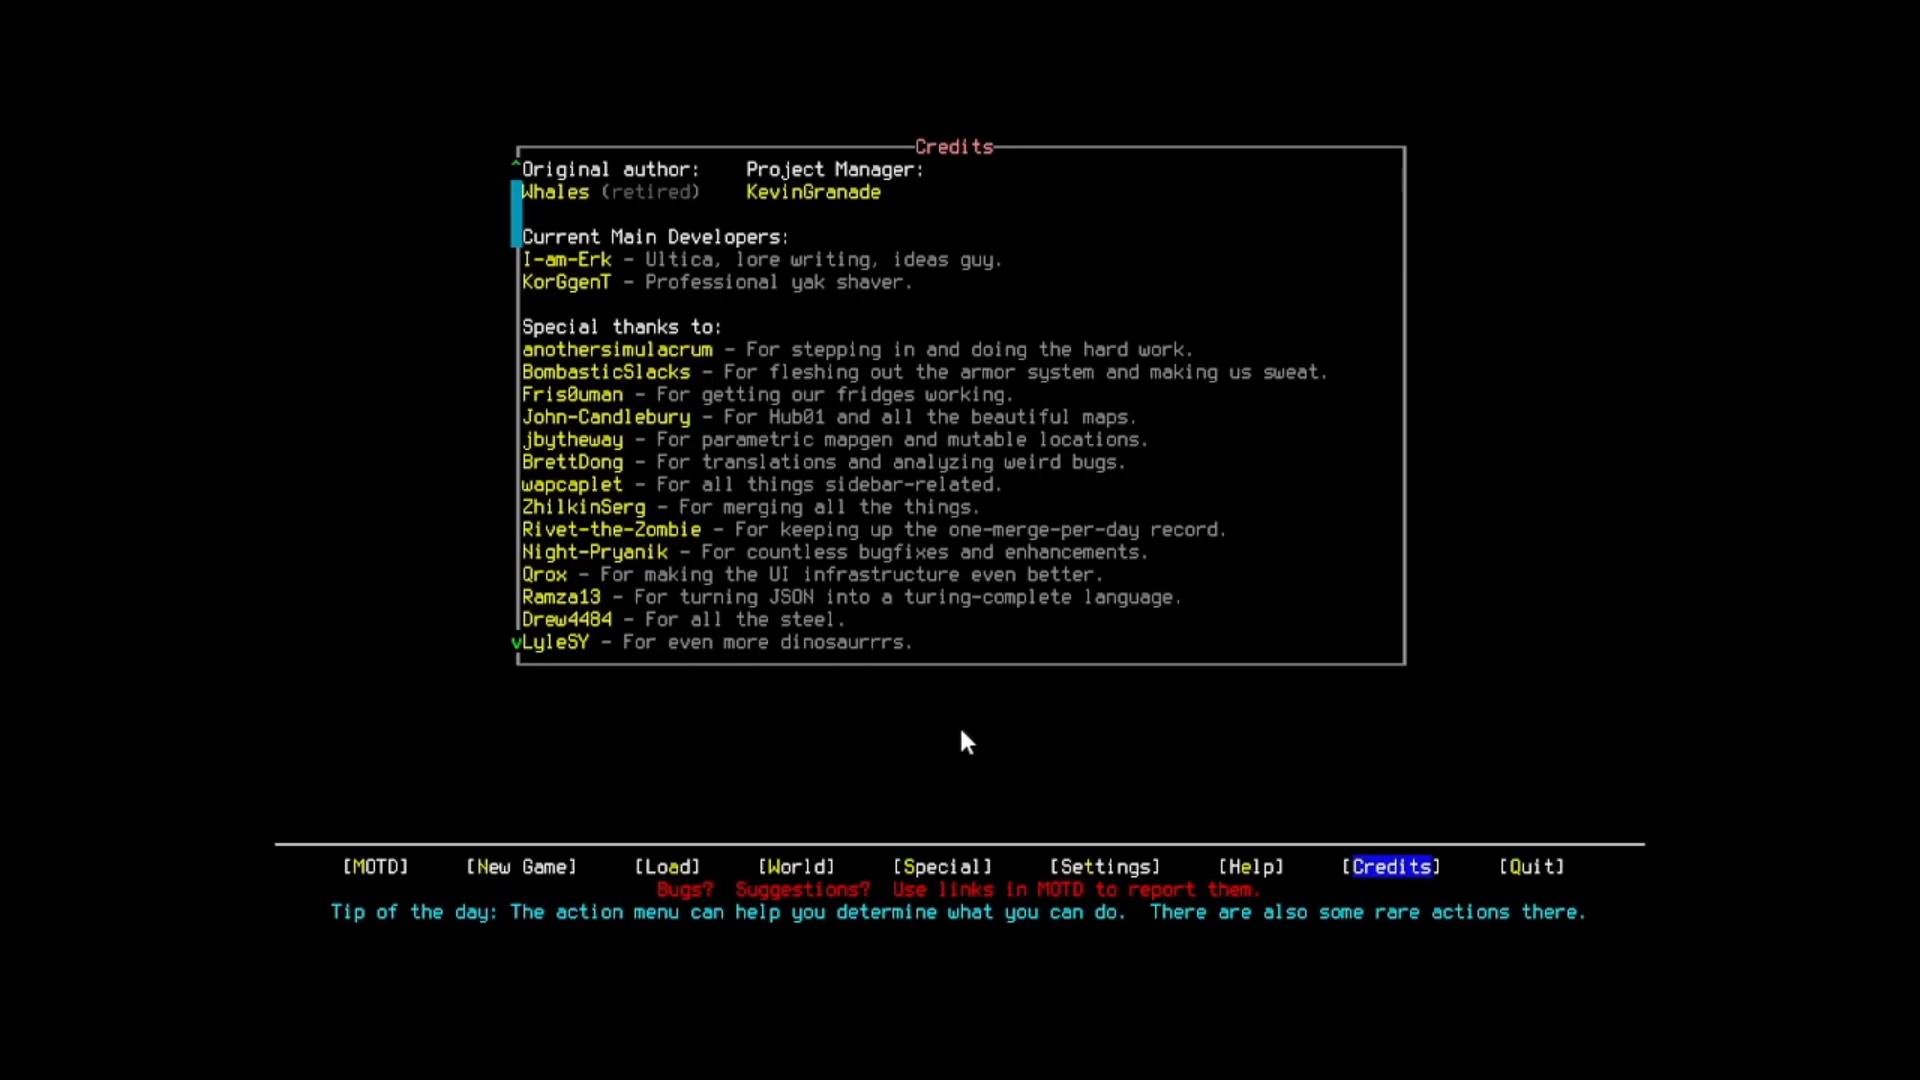 Credits
^Original author:    Project Manager:
Whales (retired)    KevinGranade
Current Main Developers:
I-am-Erk - Ultica, lore writing, ideas guy.
KorGgenT - Professional yak shaver.
Special thanks to:
anothersimulacrum - For stepping in and doing the hard work.
BombasticSlacks - For fleshing out the armor system and making us sweat.
Fris0uman - For getting our fridges working.
John-Candlebury - For Hub01 and all the beautiful maps.
jbytheway - For parametric mapgen and mutable locations.
BrettDong - For translations and analyzing weird bugs.
wapcaplet - For all things sidebar-related.
ZhilkinSerg - For merging all the things.
Rivet-the-Zombie - For keeping up the one-merge-per-day record.
Night-Pryanik - For countless bugfixes and enhancements.
Qrox - For making the UI infrastructure even better.
Ramza13 - For turning JSON into a turing-complete language.
Drew4484 - For all the steel.
vLyleSY - For even more dinosaurrrs.
[MOTD] [New Game] [Load] [World] [Special] [Settings] [Help] [Credits] [Quit]
Bugs?  Suggestions?  Use links in MOTD to report them.
Tip of the day: The action menu can help you determine what you can do.  There are also some rare actions there.